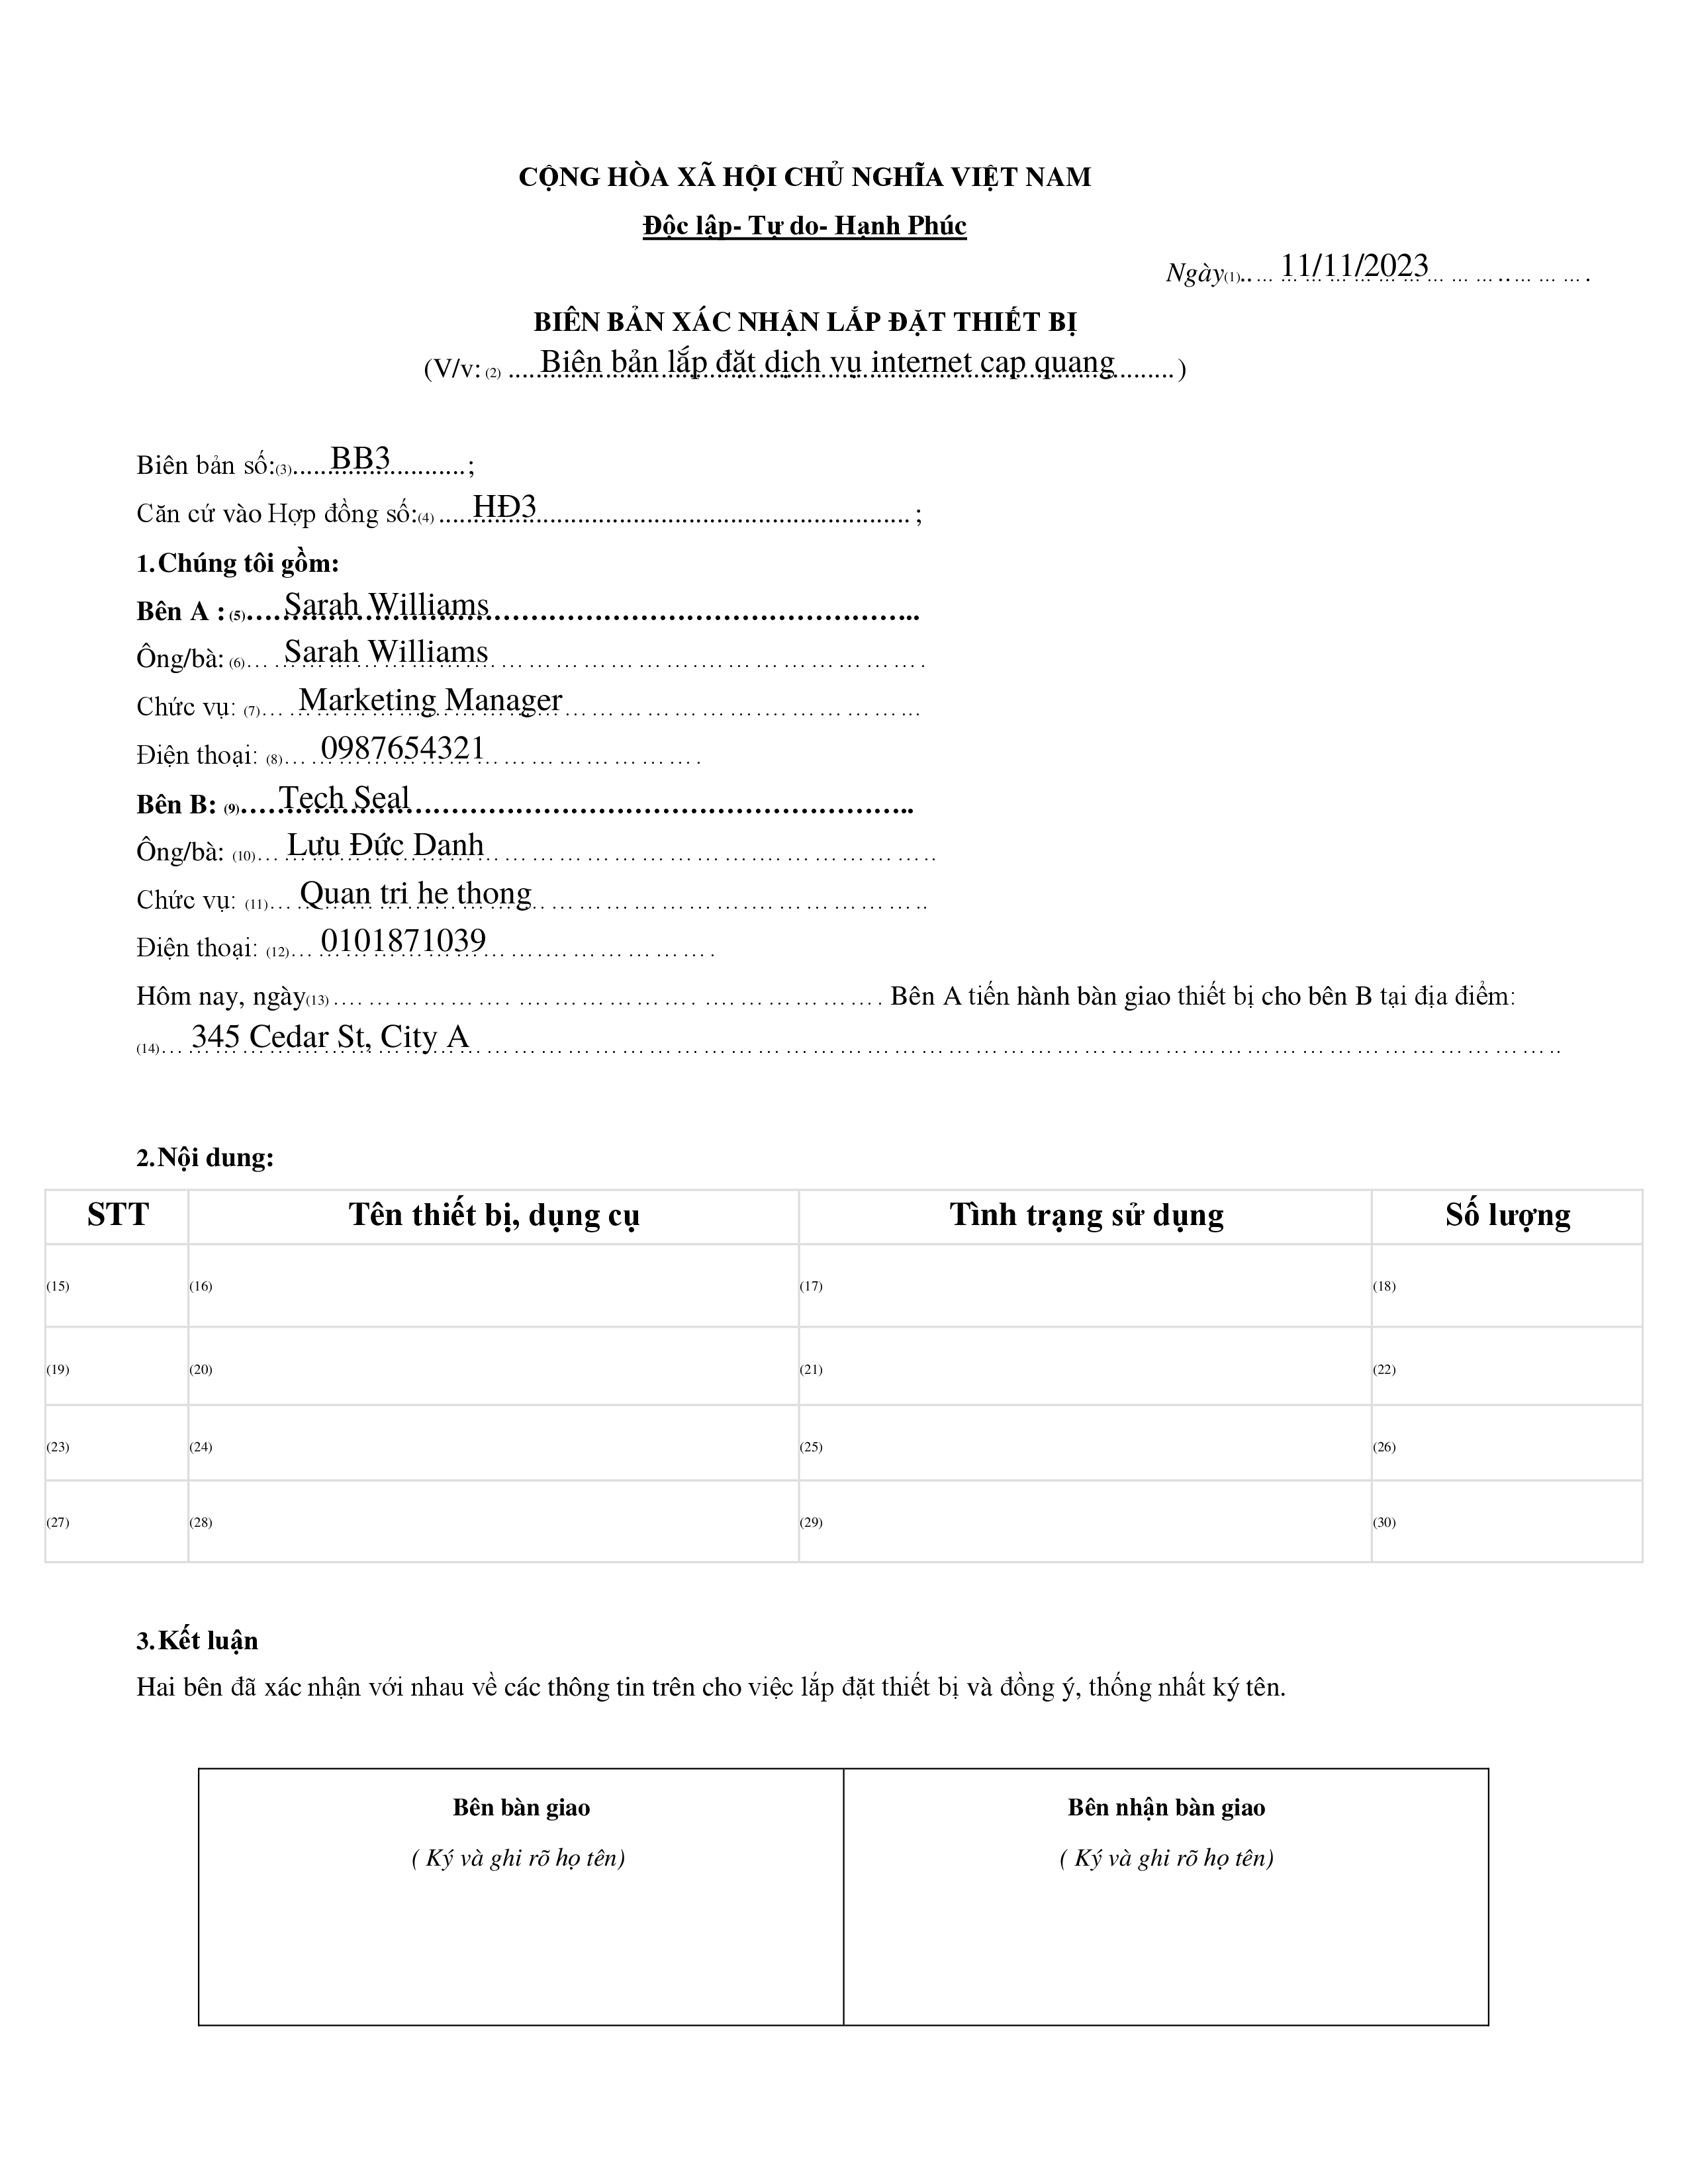 CỘNG HÒA XÃ HỘI CHỦ NGHĨA VIỆT NAM
Độc lập- Tự do- Hạnh Phúc
Ngày(1)..… 11/11/2023 … … …..… … ….
BIÊN BẢN XÁC NHẬN LẮP ĐẶT THIẾT BỊ
(V/v: (2) .... Biên bản lắp đặt dịch vụ internet cap quang .........)
Biên bản số:(3)..... BB3 ...........;
Căn cứ vào Hợp đồng số:(4) ..... HĐ3 ......................................................;
1.Chúng tôi gồm:
Bên A : (5)…. Sarah Williams …………………………………………..
Ông/bà: (6)… Sarah Williams … … … … … … … …..… … … … … ….
Chức vụ: (7)… Marketing Manager … … … … … … ….… … … … …...
Điện thoại: (8)… 0987654321 … … … … … … … ….
Bên B: (9)…. Tech Seal …………………………………………………..
Ông/bà: (10)… Lưu Đức Danh … … … … … … … … ….… … … … … …..
Chức vụ: (11)… Quan tri he thong .. … … … … … … … ….… … … … … …..
Điện thoại: (12)… 0101871039 … ….… … … … … ….
Hôm nay, ngày(13) …. … … … … …. …. … … … … …. …. … … … … …. Bên A tiến hành bàn giao thiết bị cho bên B tại địa điểm:
(14)… 345 Cedar St, City A … … … … … … … … … … … … … … … … … … … … … … … … … … … … … … … … … … … … … … … …..
2.Nội dung:
STT Tên thiết bị, dụng cụ Tình trạng sử dụng Số lượng
(15) (16) (17) (18)
(19) (20) (21) (22)
(23) (24) (25) (26)
(27) (28) (29) (30)
3.Kết luận
Hai bên đã xác nhận với nhau về các thông tin trên cho việc lắp đặt thiết bị và đồng ý, thống nhất ký tên.
Bên bàn giao Bên nhận bàn giao
( Ký và ghi rõ họ tên) ( Ký và ghi rõ họ tên)